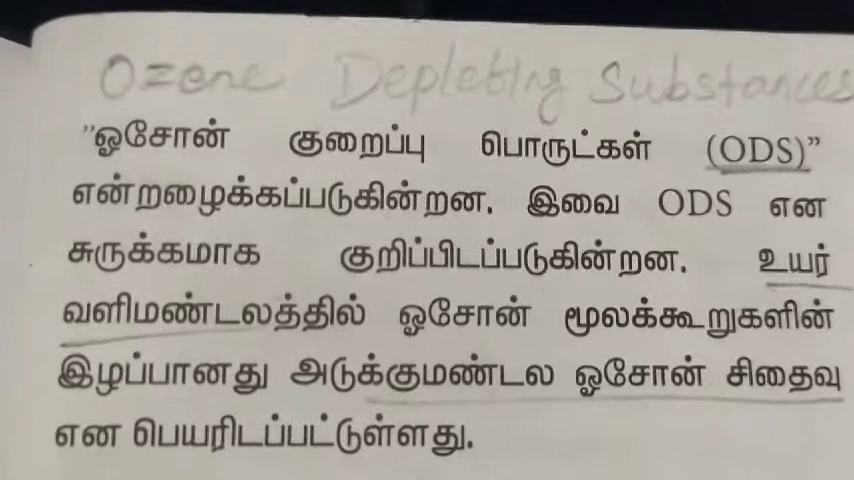 Ozone Depleting Substances
"ஓசோன் குறைப்பு பொருட்கள் (ODS)"
என்றழைக்கப்படுகின்றன. இவை ODS என
சுருக்கமாக குறிப்பிடப்படுகின்றன. உயர்
வளிமண்டலத்தில் ஓசோன் மூலக்கூறுகளின்
இழப்பானது அடுக்குமண்டல ஓசோன் சிதைவு
என பெயரிடப்பட்டுள்ளது.